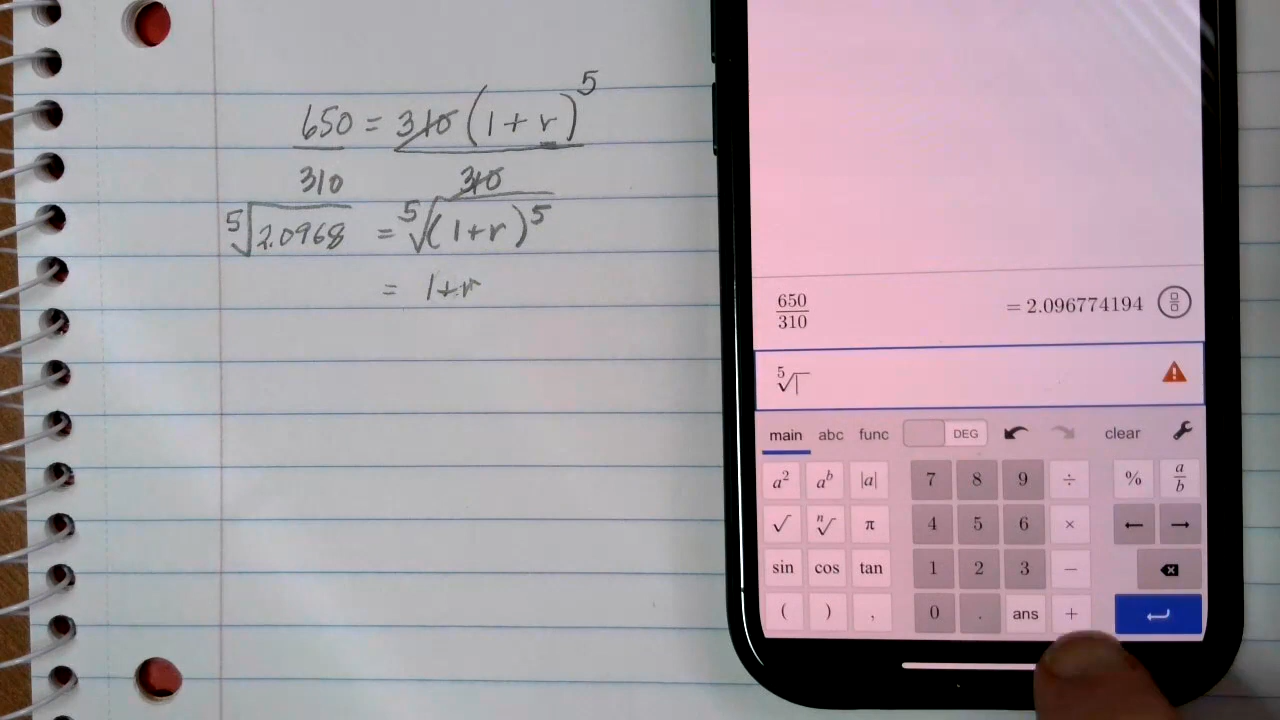 650 = 310(1+r)^5
310 310
5√2.0968 = 5√(1+r)^5
= 1+r
650/310 = 2.096774194
5√
main abc func DEG clear
a² a^b |a| 7 8 9 ÷ % a/b
√ n√ π 4 5 6 × ← →
sin cos tan 1 2 3 −
( ) , 0 . ans +